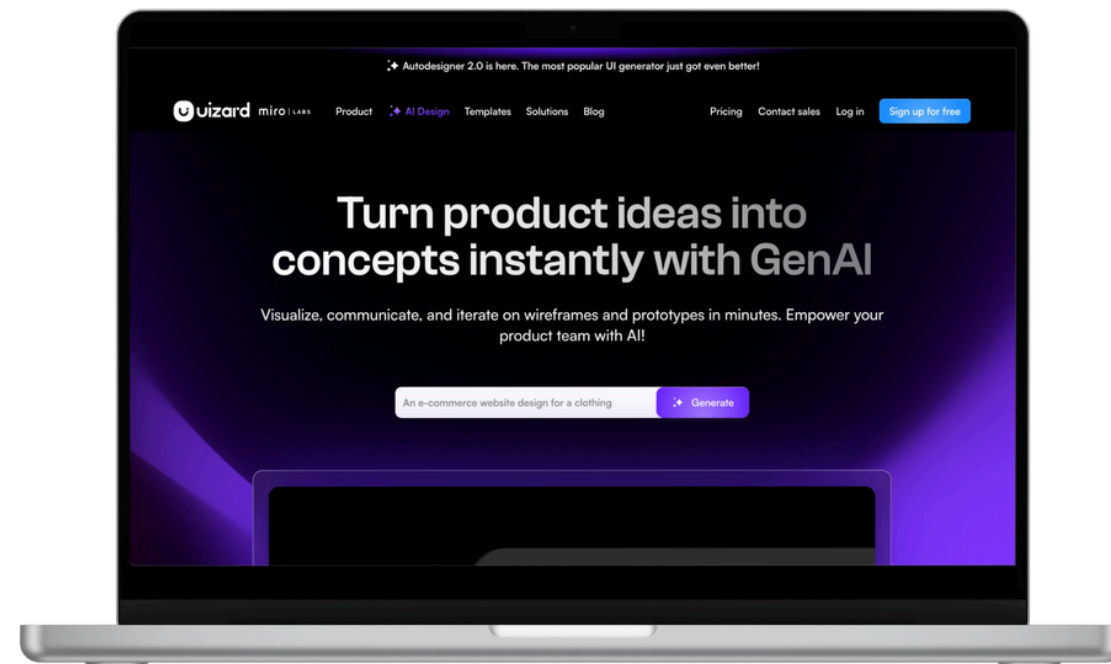 Autodesigner 2.0 is here. The most popular UI generator just got even better!
uizard miro | LABS Product AI Design Templates Solutions Blog Pricing Contact sales Log in Sign up for free
Turn product ideas into
concepts instantly with GenAI
Visualize, communicate, and iterate on wireframes and prototypes in minutes. Empower your
product team with AI!
An e-commerce website design for a clothing Generate